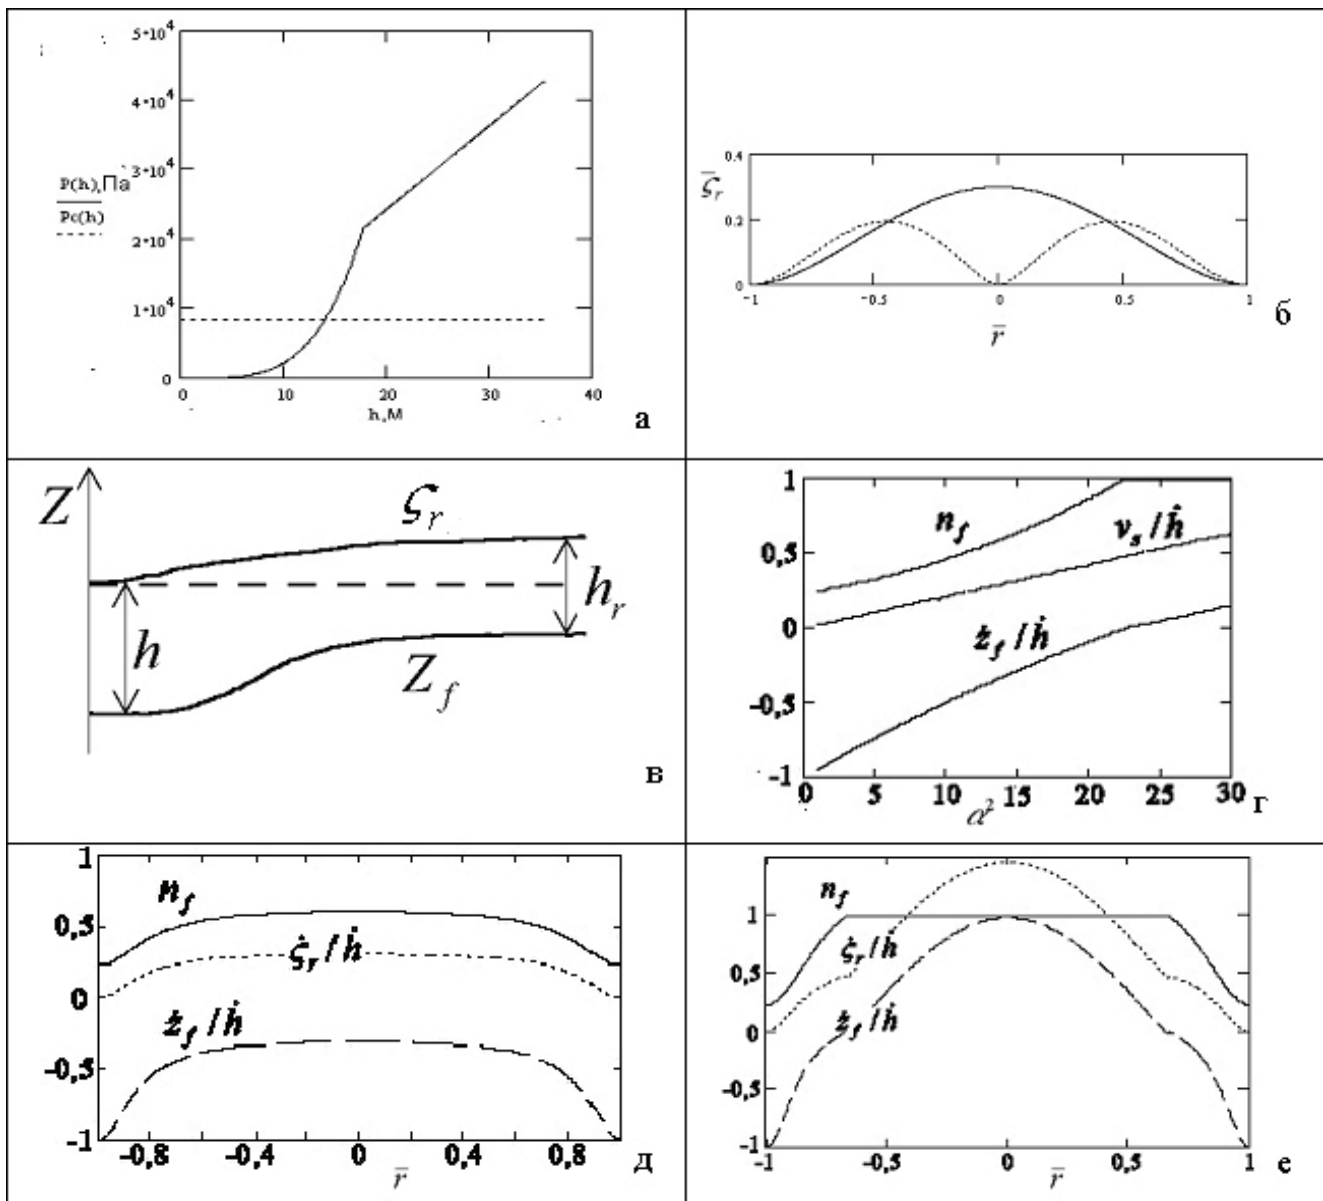 5•10⁴
4•10⁴
3•10⁴
2•10⁴
1•10⁴
0
P(h),Па
Pc(h)
0 10 20 30 40
h,М
а
0.4
0.2
0
ζ̄r
−1 −0.5 0 0.5 1
r̄
б
Z
ζr
h
hr
Zf
в
1
0,5
0
-0,5
-1
nf
vs/ḣ
żf/ḣ
0 5 10 15 20 25 30
α²
г
1
0,5
0
-0,5
-1
nf
ζ̇r/ḣ
żf/ḣ
-0,8 -0,4 0 0,4 0,8
r̄
д
1
0,5
0
-0,5
-1
nf
ζ̇r/ḣ
żf/ḣ
-1 -0,5 0 0,5 1
r̄
е